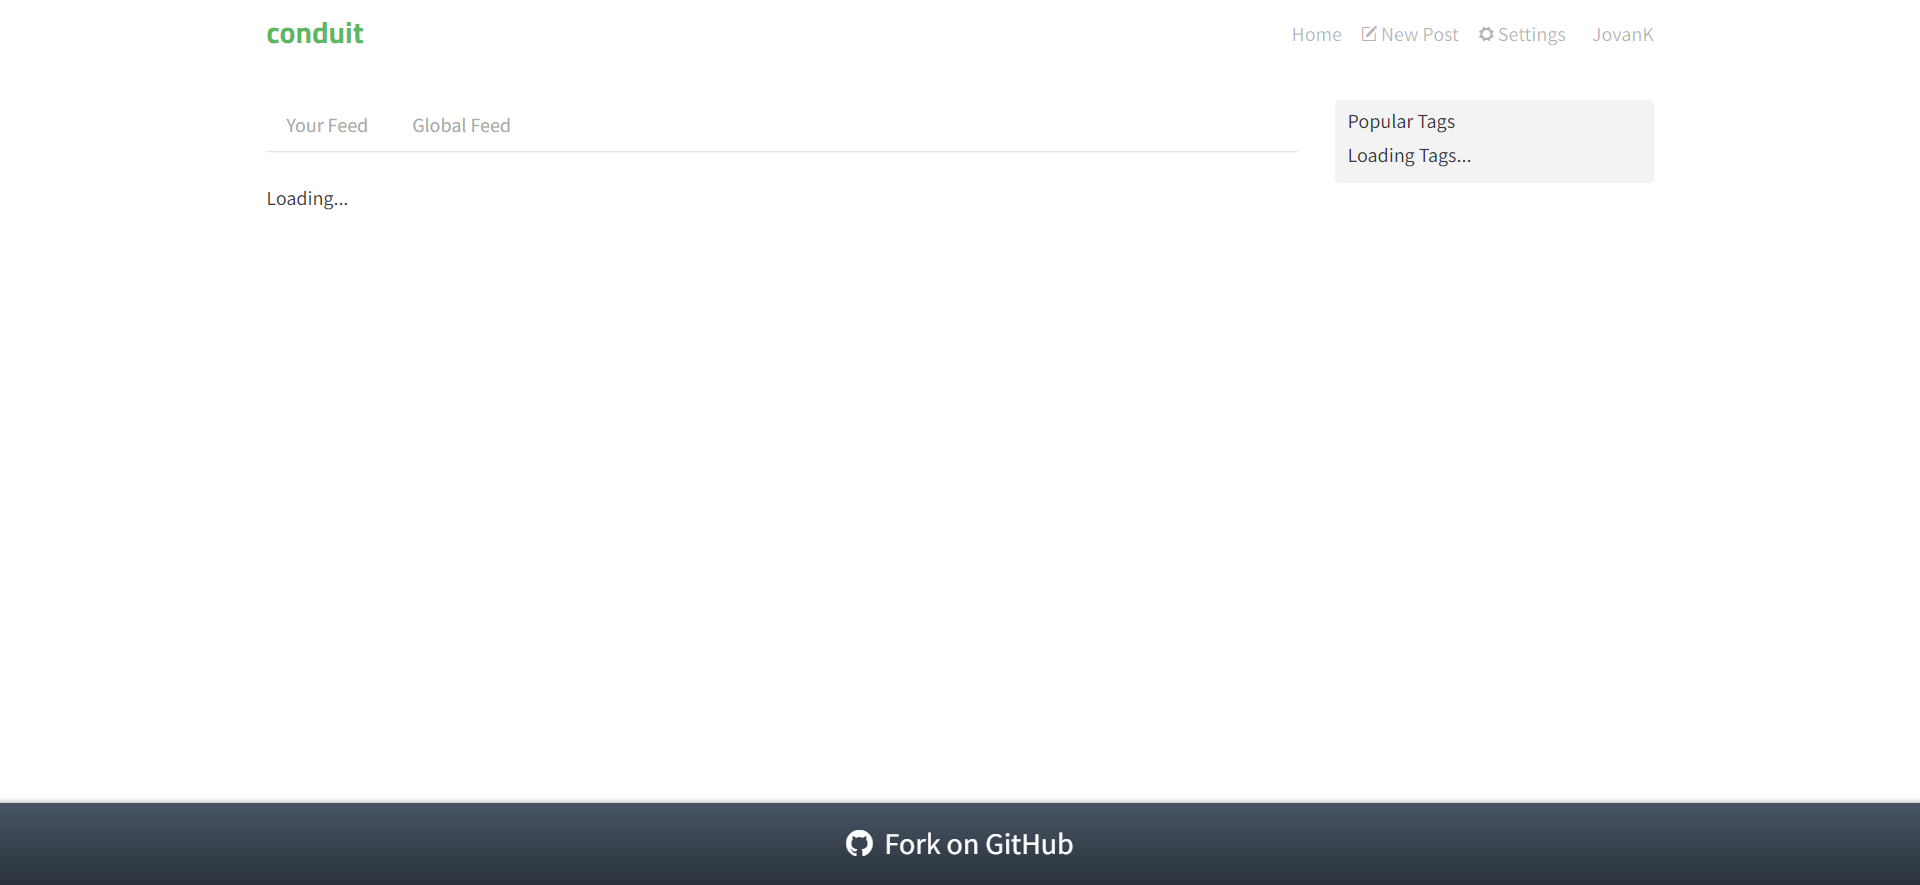 conduit
Home New Post Settings JovanK
Your Feed Global Feed
Popular Tags
Loading Tags...
Loading...
Fork on GitHub